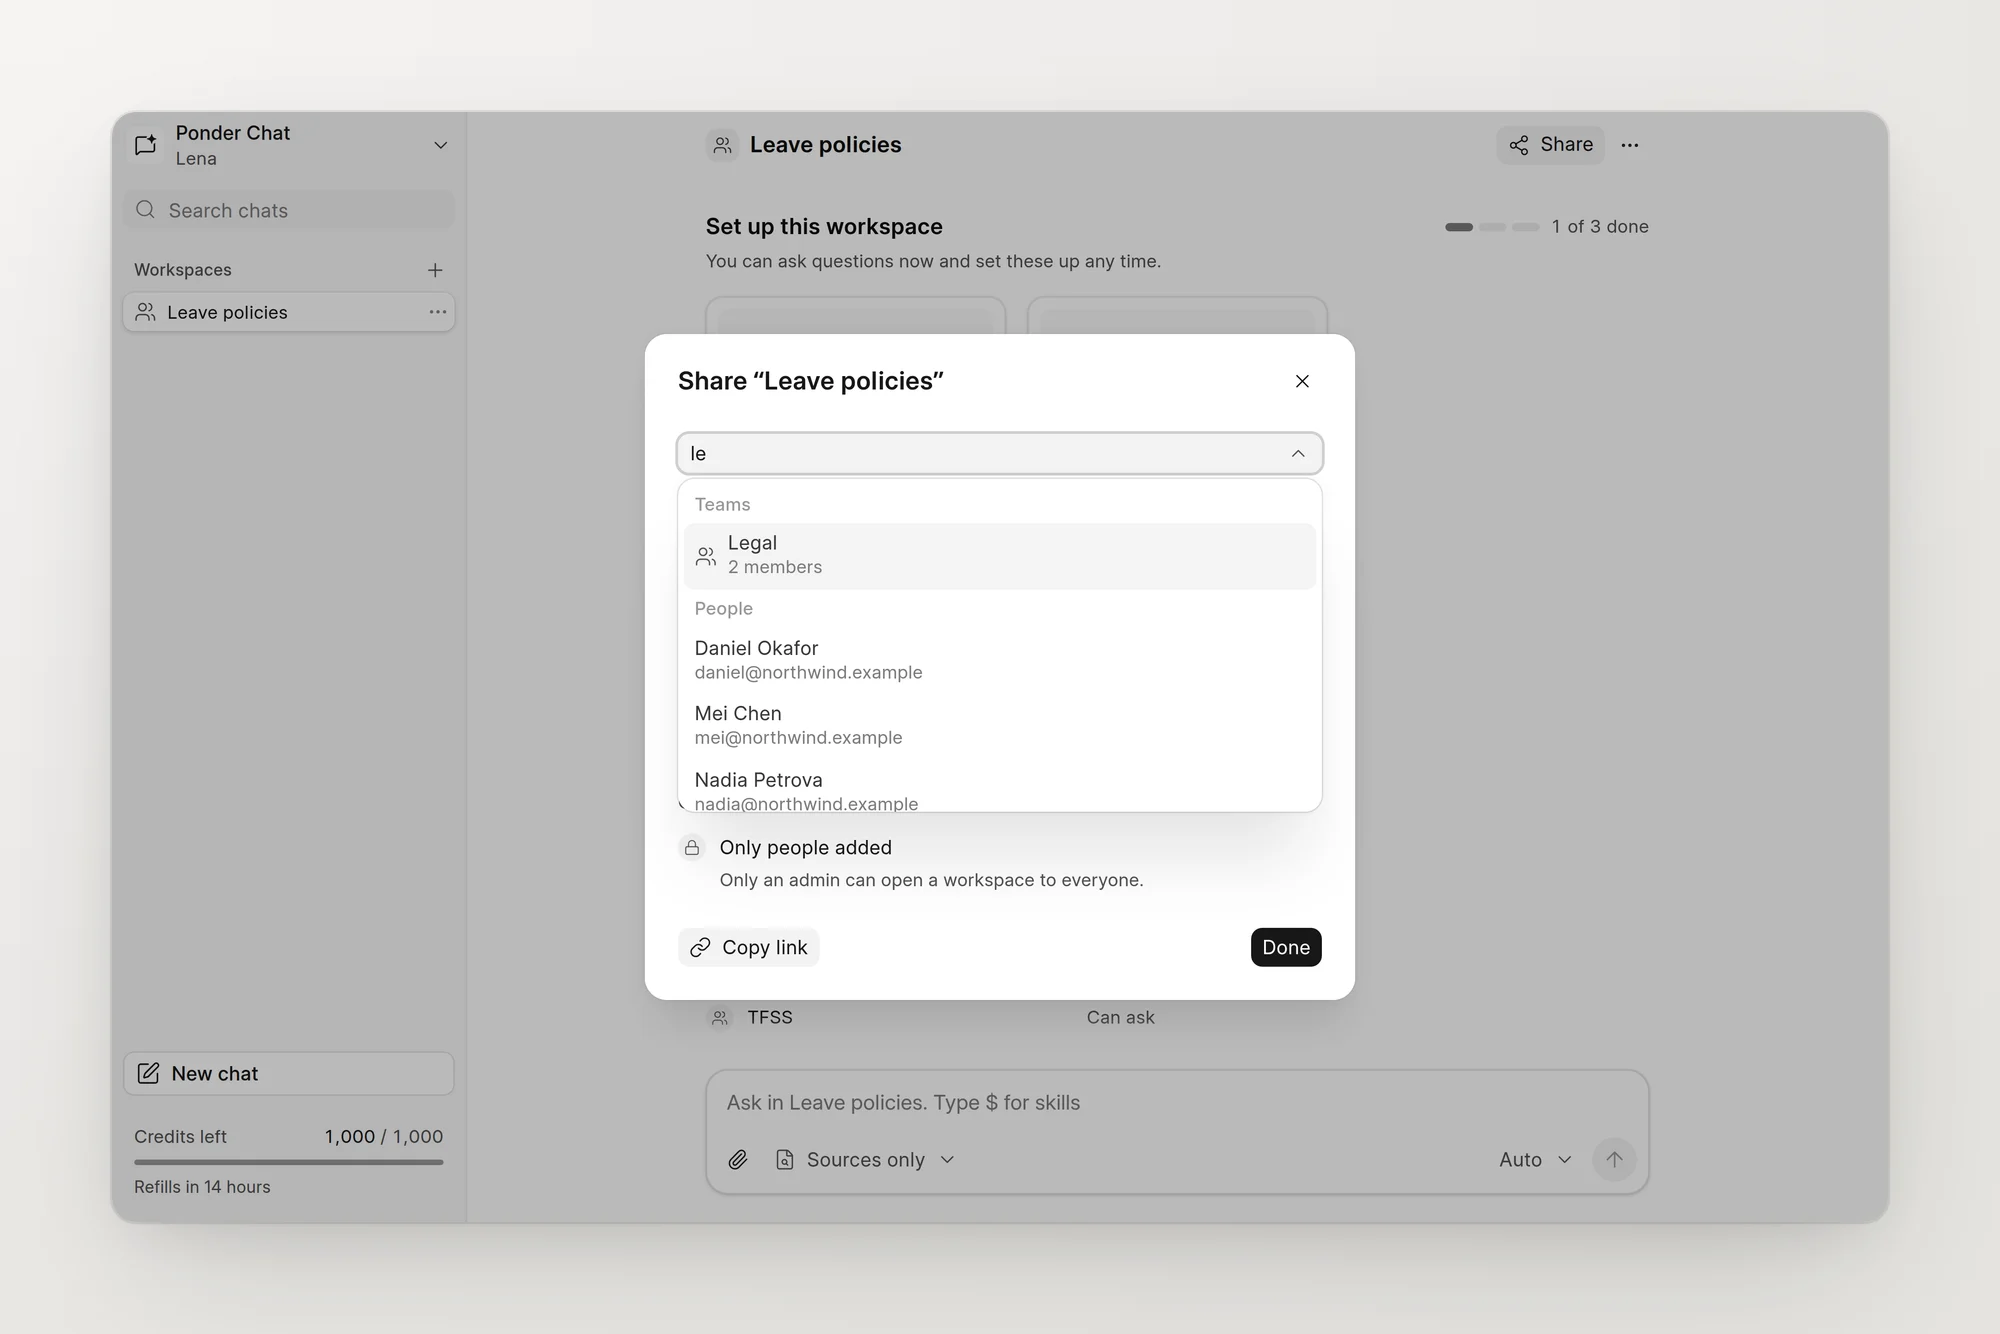 Ponder Chat
Lena
Search chats
Workspaces
Leave policies
Leave policies
Share
Set up this workspace
1 of 3 done
You can ask questions now and set these up any time.
Share “Leave policies”
le
Teams
Legal
2 members
People
Daniel Okafor
daniel@northwind.example
Mei Chen
mei@northwind.example
Nadia Petrova
nadia@northwind.example
Only people added
Only an admin can open a workspace to everyone.
Copy link
Done
TFSS
Can ask
New chat
Credits left
1,000 / 1,000
Refills in 14 hours
Ask in Leave policies. Type $ for skills
Sources only
Auto